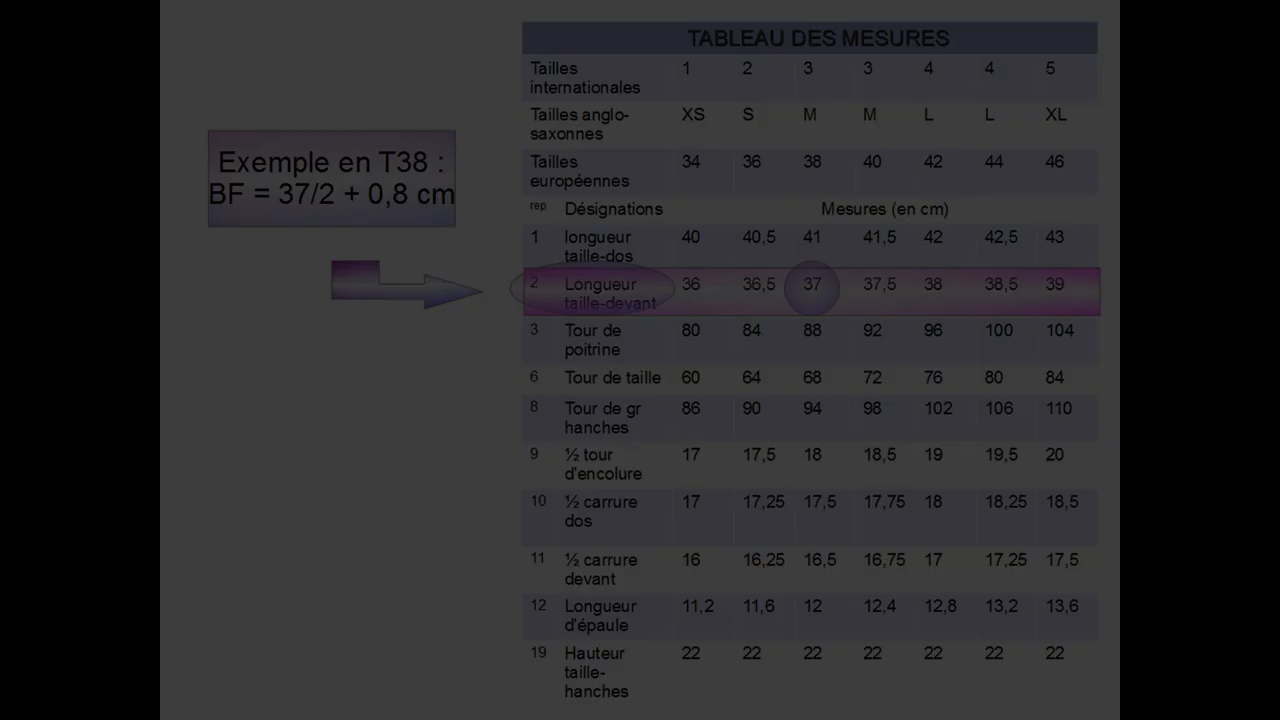 Exemple en T38 :
BF = 37/2 + 0,8 cm
TABLEAU DES MESURES
Tailles internationales 1 2 3 3 4 4 5
Tailles anglo-saxonnes XS S M M L L XL
Tailles européennes 34 36 38 40 42 44 46
rep Désignations Mesures (en cm)
1 longueur taille-dos 40 40,5 41 41,5 42 42,5 43
2 Longueur taille-devant 36 36,5 37 37,5 38 38,5 39
3 Tour de poitrine 80 84 88 92 96 100 104
6 Tour de taille 60 64 68 72 76 80 84
8 Tour de gr hanches 86 90 94 98 102 106 110
9 ½ tour d'encolure 17 17,5 18 18,5 19 19,5 20
10 ½ carrure dos 17 17,25 17,5 17,75 18 18,25 18,5
11 ½ carrure devant 16 16,25 16,5 16,75 17 17,25 17,5
12 Longueur d'épaule 11,2 11,6 12 12,4 12,8 13,2 13,6
19 Hauteur taille-hanches 22 22 22 22 22 22 22